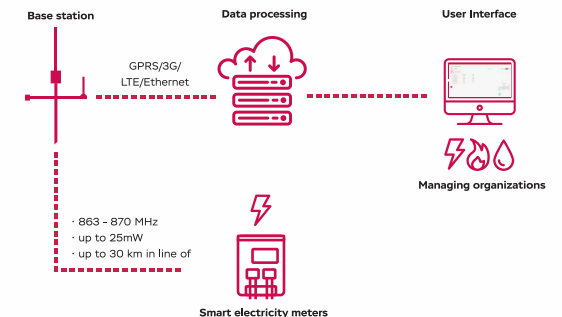 Base station
Data processing
User Interface
GPRS/3G/
LTE/Ethernet
Managing organizations
· 863 - 870 MHz
· up to 25mW
· up to 30 km in line of
Smart electricity meters